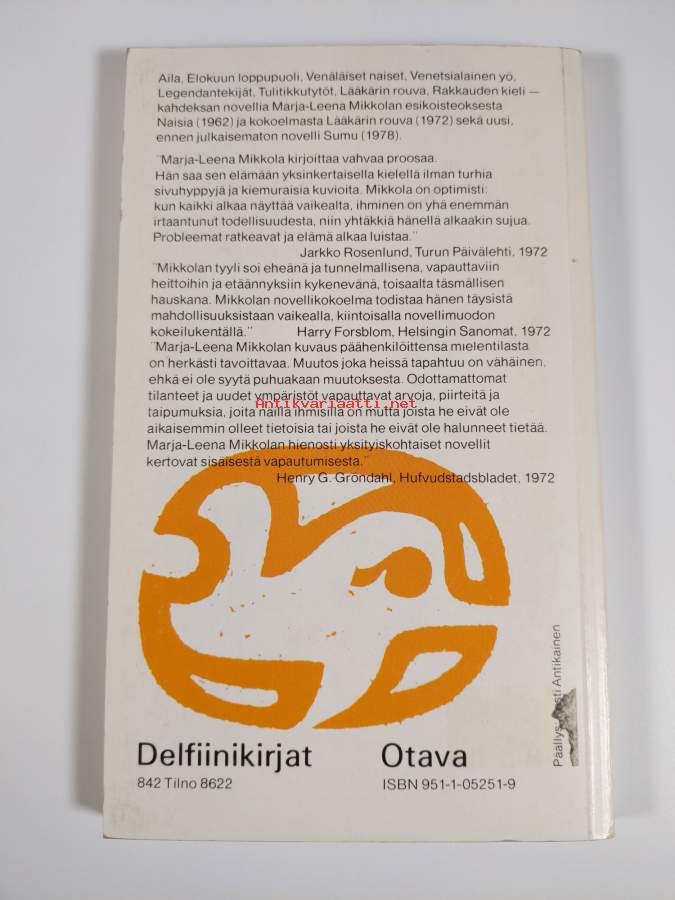 Aila, Elokuun loppupuoli, Venäläiset naiset, Venetsialainen yö,
Legendantekijät, Tulitikkutytöt, Lääkärin rouva, Rakkauden kieli —
kahdeksan novellia Marja-Leena Mikkolan esikoisteoksesta
Naisia (1962) ja kokoelmasta Lääkärin rouva (1972) sekä uusi,
ennen julkaisematon novelli Sumu (1978).
"Marja-Leena Mikkola kirjoittaa vahvaa proosaa.
Hän saa sen elämään yksinkertaisella kielellä ilman turhia
sivuhyppyjä ja kiemuraisia kuvioita. Mikkola on optimisti:
kun kaikki alkaa näyttää vaikealta, ihminen on yhä enemmän
irtaantunut todellisuudesta, niin yhtäkkiä hänellä alkaakin sujua.
Probleemat ratkeavat ja elämä alkaa luistaa."
Jarkko Rosenlund, Turun Päivälehti, 1972
"Mikkolan tyyli soi eheänä ja tunnelmallisena, vapauttaviin
heittoihin ja etäännyksiin kykenevänä, toisaalta täsmällisen
hauskana. Mikkolan novellikokoelma todistaa hänen täysistä
mahdollisuuksistaan vaikealla, kiintoisalla novellimuodon
kokeilukentällä." Harry Forsblom, Helsingin Sanomat, 1972
"Marja-Leena Mikkolan kuvaus päähenkilöittensä mielentilasta
on herkästi tavoittavaa. Muutos joka heissä tapahtuu on vähäinen,
ehkä ei ole syytä puhuakaan muutoksesta. Odottamattomat
tilanteet ja uudet ympäristöt vapauttavat arvoja, piirteitä ja
Antikvariaatti.net
taipumuksia, joita näillä ihmisillä on mutta joista he eivät ole
aikaisemmin olleet tietoisia tai joista he eivät ole halunneet tietää.
Marja-Leena Mikkolan hienosti yksityiskohtaiset novellit
kertovat sisäisestä vapautumisesta."
Henry G. Gröndahl, Hufvudstadsbladet, 1972
Päällys: Antikainen
Delfiinikirjat Otava
842 Tilno 8622 ISBN 951-1-05251-9